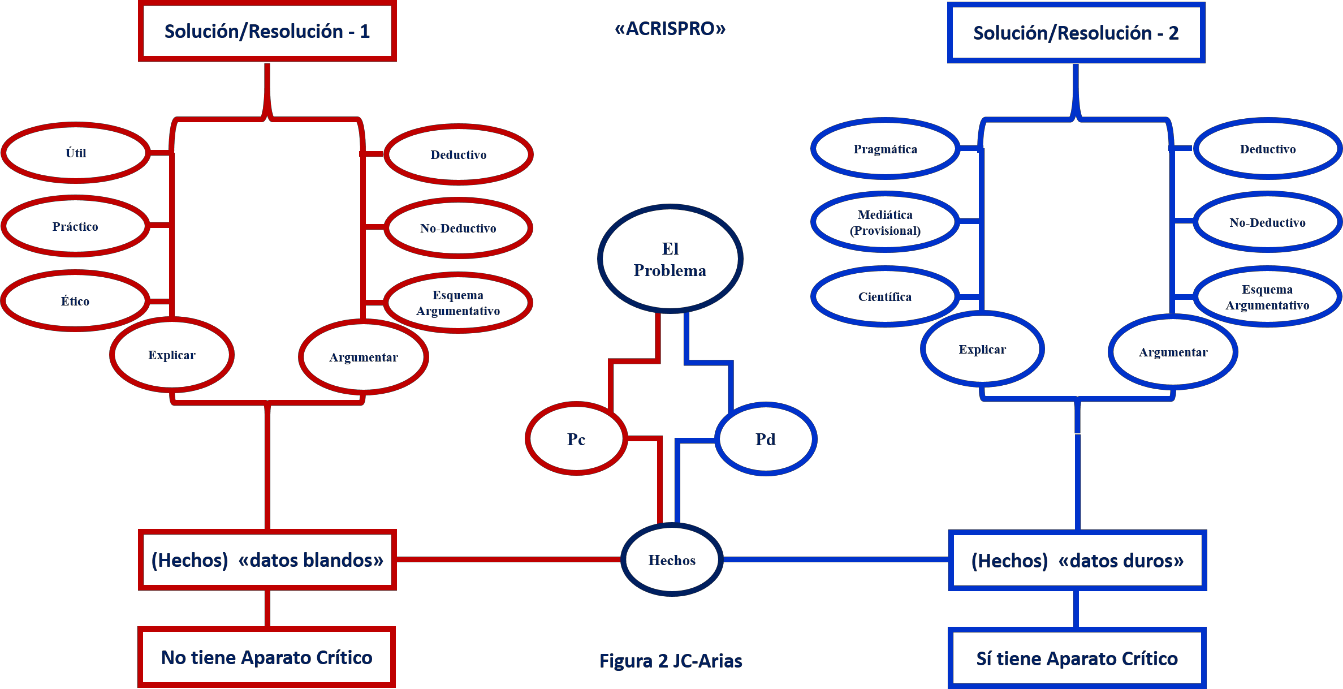 Solución/Resolución - 1
«ACRISPRO»
Solución/Resolución - 2
Útil
Práctico
Ético
Explicar
Deductivo
No-Deductivo
Esquema
Argumentativo
Argumentar
El
Problema
Pc
Pd
Hechos
Pragmática
Mediática
(Provisional)
Científica
Explicar
Deductivo
No-Deductivo
Esquema
Argumentativo
Argumentar
(Hechos) «datos blandos»
(Hechos) «datos duros»
No tiene Aparato Crítico
Figura 2 JC-Arias
Sí tiene Aparato Crítico